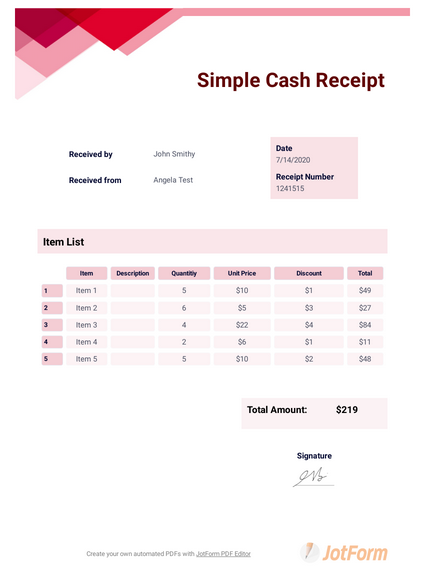 Simple Cash Receipt
Received by John Smithy
Received from Angela Test
Date
7/14/2020
Receipt Number
1241515
Item List
Item Description Quantitiy Unit Price Discount Total
1 Item 1 5 $10 $1 $49
2 Item 2 6 $5 $3 $27
3 Item 3 4 $22 $4 $84
4 Item 4 2 $6 $1 $11
5 Item 5 5 $10 $2 $48
Total Amount: $219
Signature
Create your own automated PDFs with JotForm PDF Editor
JotForm